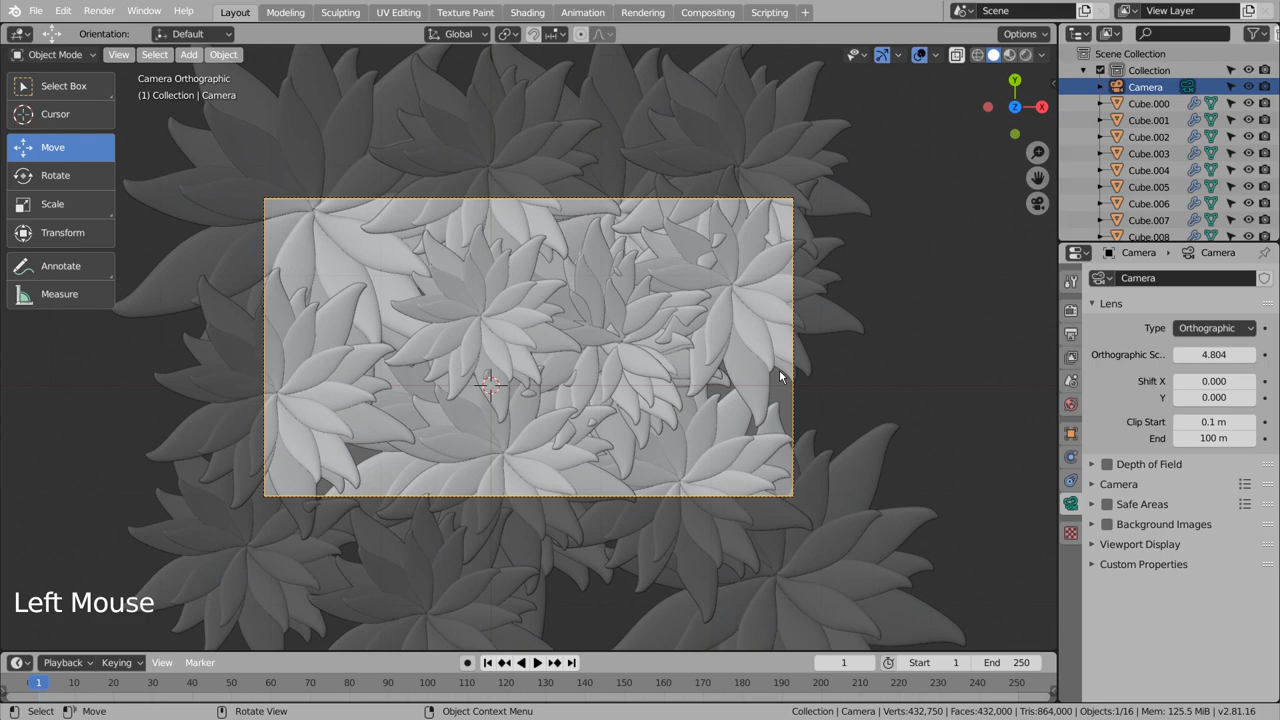 File Edit Render Window Help Layout Modeling Sculpting UV Editing Texture Paint Shading Animation Rendering Compositing Scripting + Scene View Layer
Orientation: Default Global Options
Object Mode View Select Add Object
Scene Collection
Collection
Camera
Cube.000
Cube.001
Cube.002
Cube.003
Cube.004
Cube.005
Cube.006
Cube.007
Cube.008
Select Box
Cursor
Move
Rotate
Scale
Transform
Annotate
Measure
Camera Orthographic
(1) Collection | Camera
Y
Z
X
Camera Camera
Camera
Lens
Type Orthographic
Orthographic Sc.. 4.804
Shift X 0.000
Y 0.000
Clip Start 0.1 m
End 100 m
Depth of Field
Camera
Safe Areas
Background Images
Viewport Display
Custom Properties
Left Mouse
Playback Keying View Marker 1 Start 1 End 250
1 10 20 30 40 50 60 70 80 90 100 110 120 130 140 150 160 170 180 190 200 210 220 230 240 250
Select Move Rotate View Object Context Menu Collection | Camera | Verts:432,750 | Faces:432,000 | Tris:864,000 | Objects:1/16 | Mem: 125.5 MiB | v2.81.16